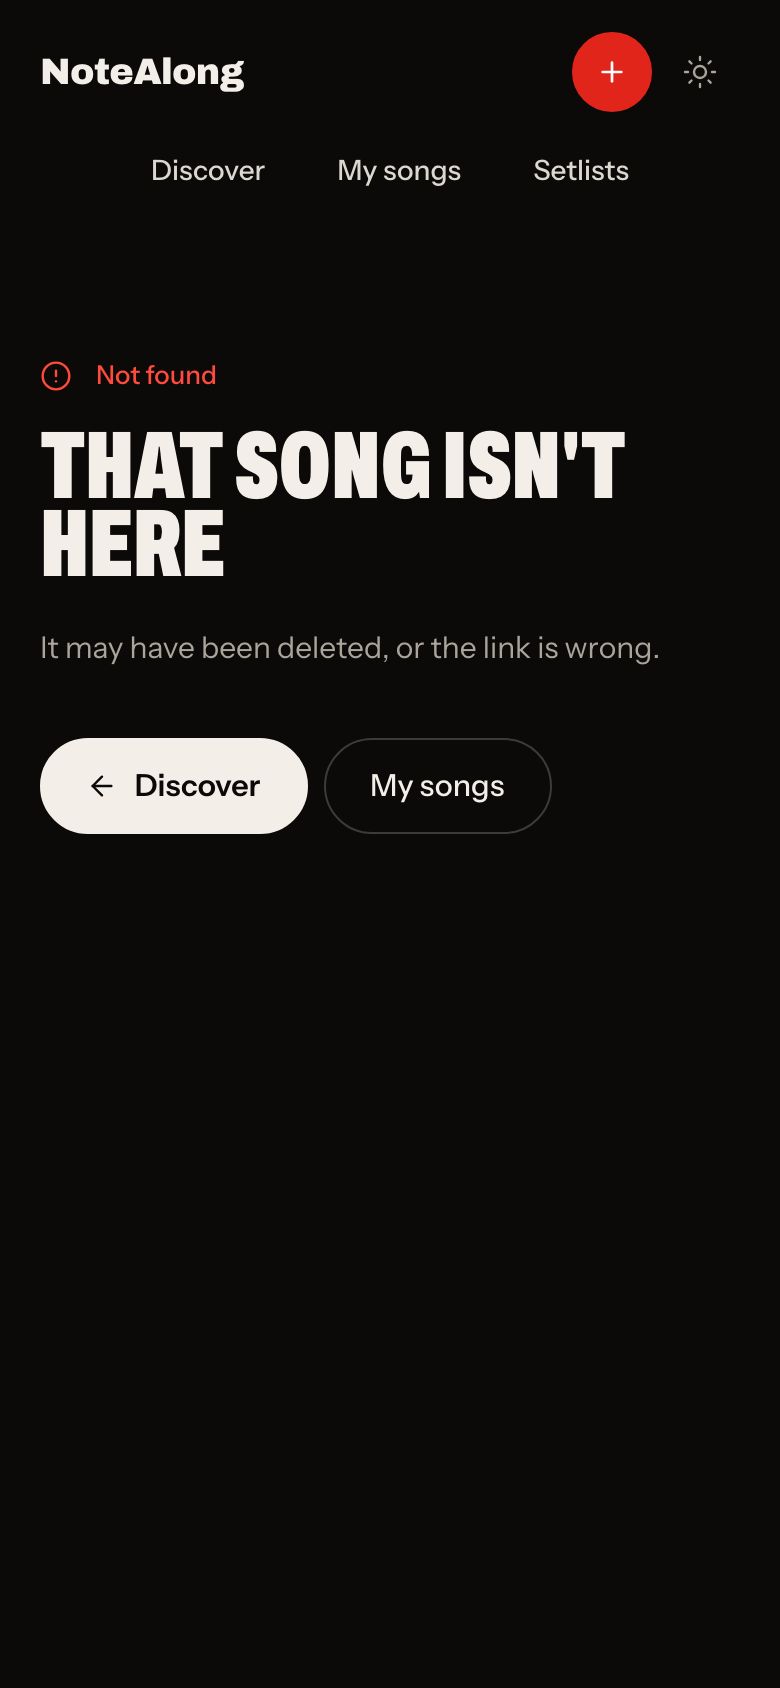 NoteAlong
Discover My songs Setlists
Not found
THAT SONG ISN'T
HERE
It may have been deleted, or the link is wrong.
Discover My songs